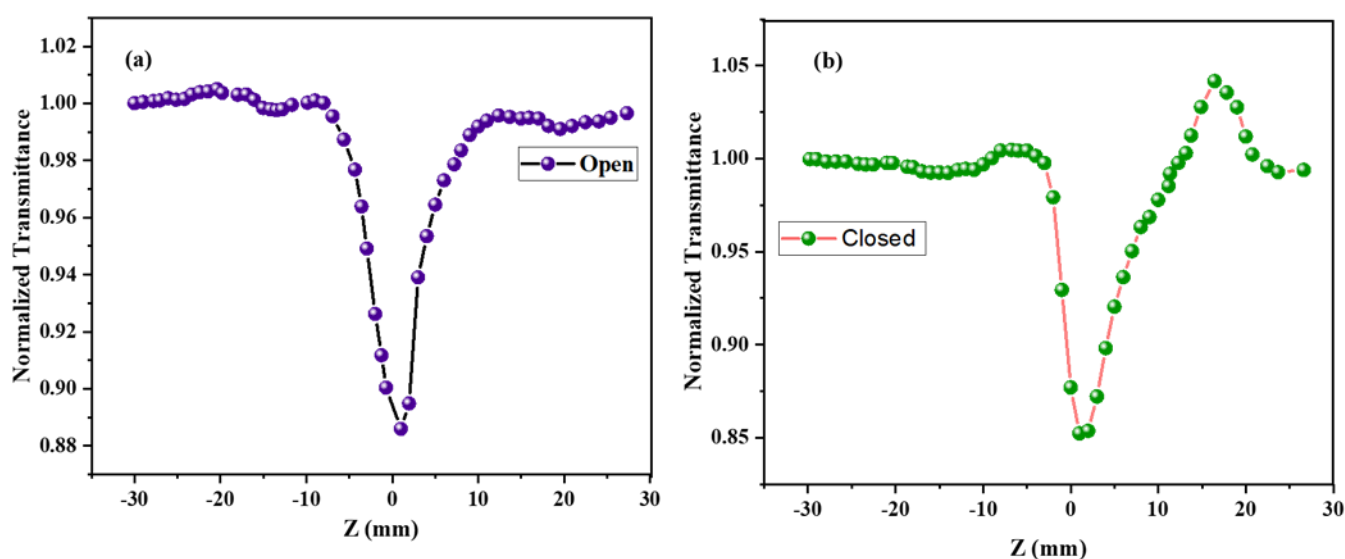 (a)
Normalized Transmittance
1.02
1.00
0.98
0.96
0.94
0.92
0.90
0.88
Open
-30 -20 -10 0 10 20 30
Z (mm)
(b)
Normalized Transmittance
1.05
1.00
0.95
0.90
0.85
Closed
-30 -20 -10 0 10 20 30
Z (mm)